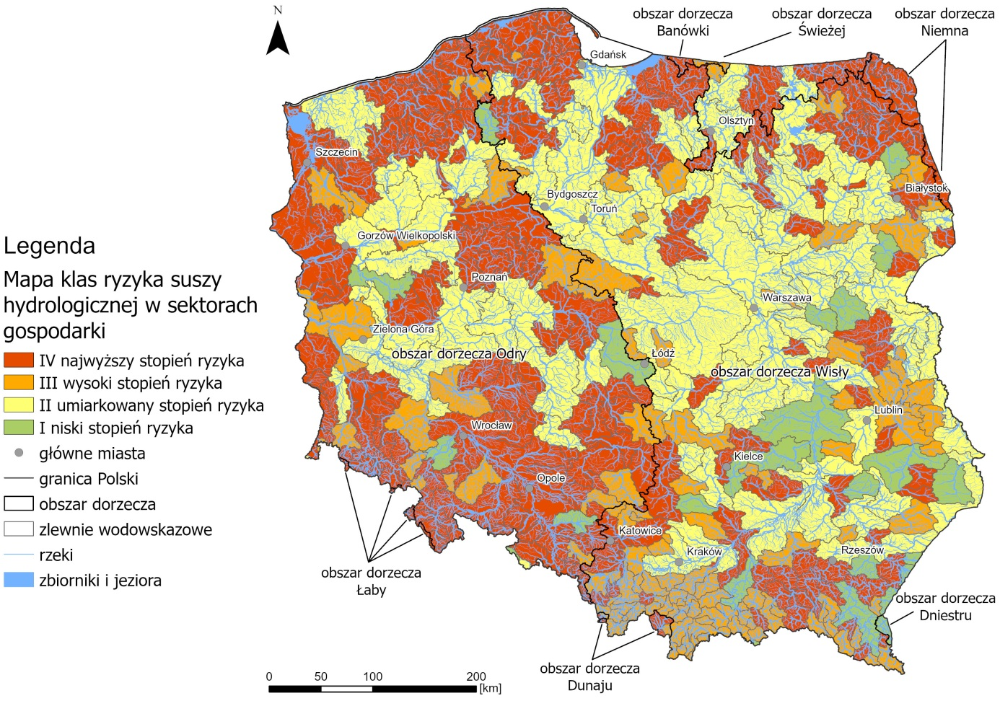 N
obszar dorzecza
Banówki
obszar dorzecza
Świeżej
obszar dorzecza
Niemna
Gdańsk
Olsztyn
Szczecin
Białystok
Bydgoszcz
Toruń
Gorzów Wielkopolski
Poznań
Warszawa
Zielona Góra
obszar dorzecza Odry
Łódź
obszar dorzecza Wisły
Lublin
Wrocław
Kielce
Opole
Katowice
Kraków
Rzeszów
obszar dorzecza
Łaby
obszar dorzecza
Dniestru
obszar dorzecza
Dunaju
Legenda
Mapa klas ryzyka suszy
hydrologicznej w sektorach
gospodarki
IV najwyższy stopień ryzyka
III wysoki stopień ryzyka
II umiarkowany stopień ryzyka
I niski stopień ryzyka
główne miasta
granica Polski
obszar dorzecza
zlewnie wodowskazowe
rzeki
zbiorniki i jeziora
0 50 100 200
[km]